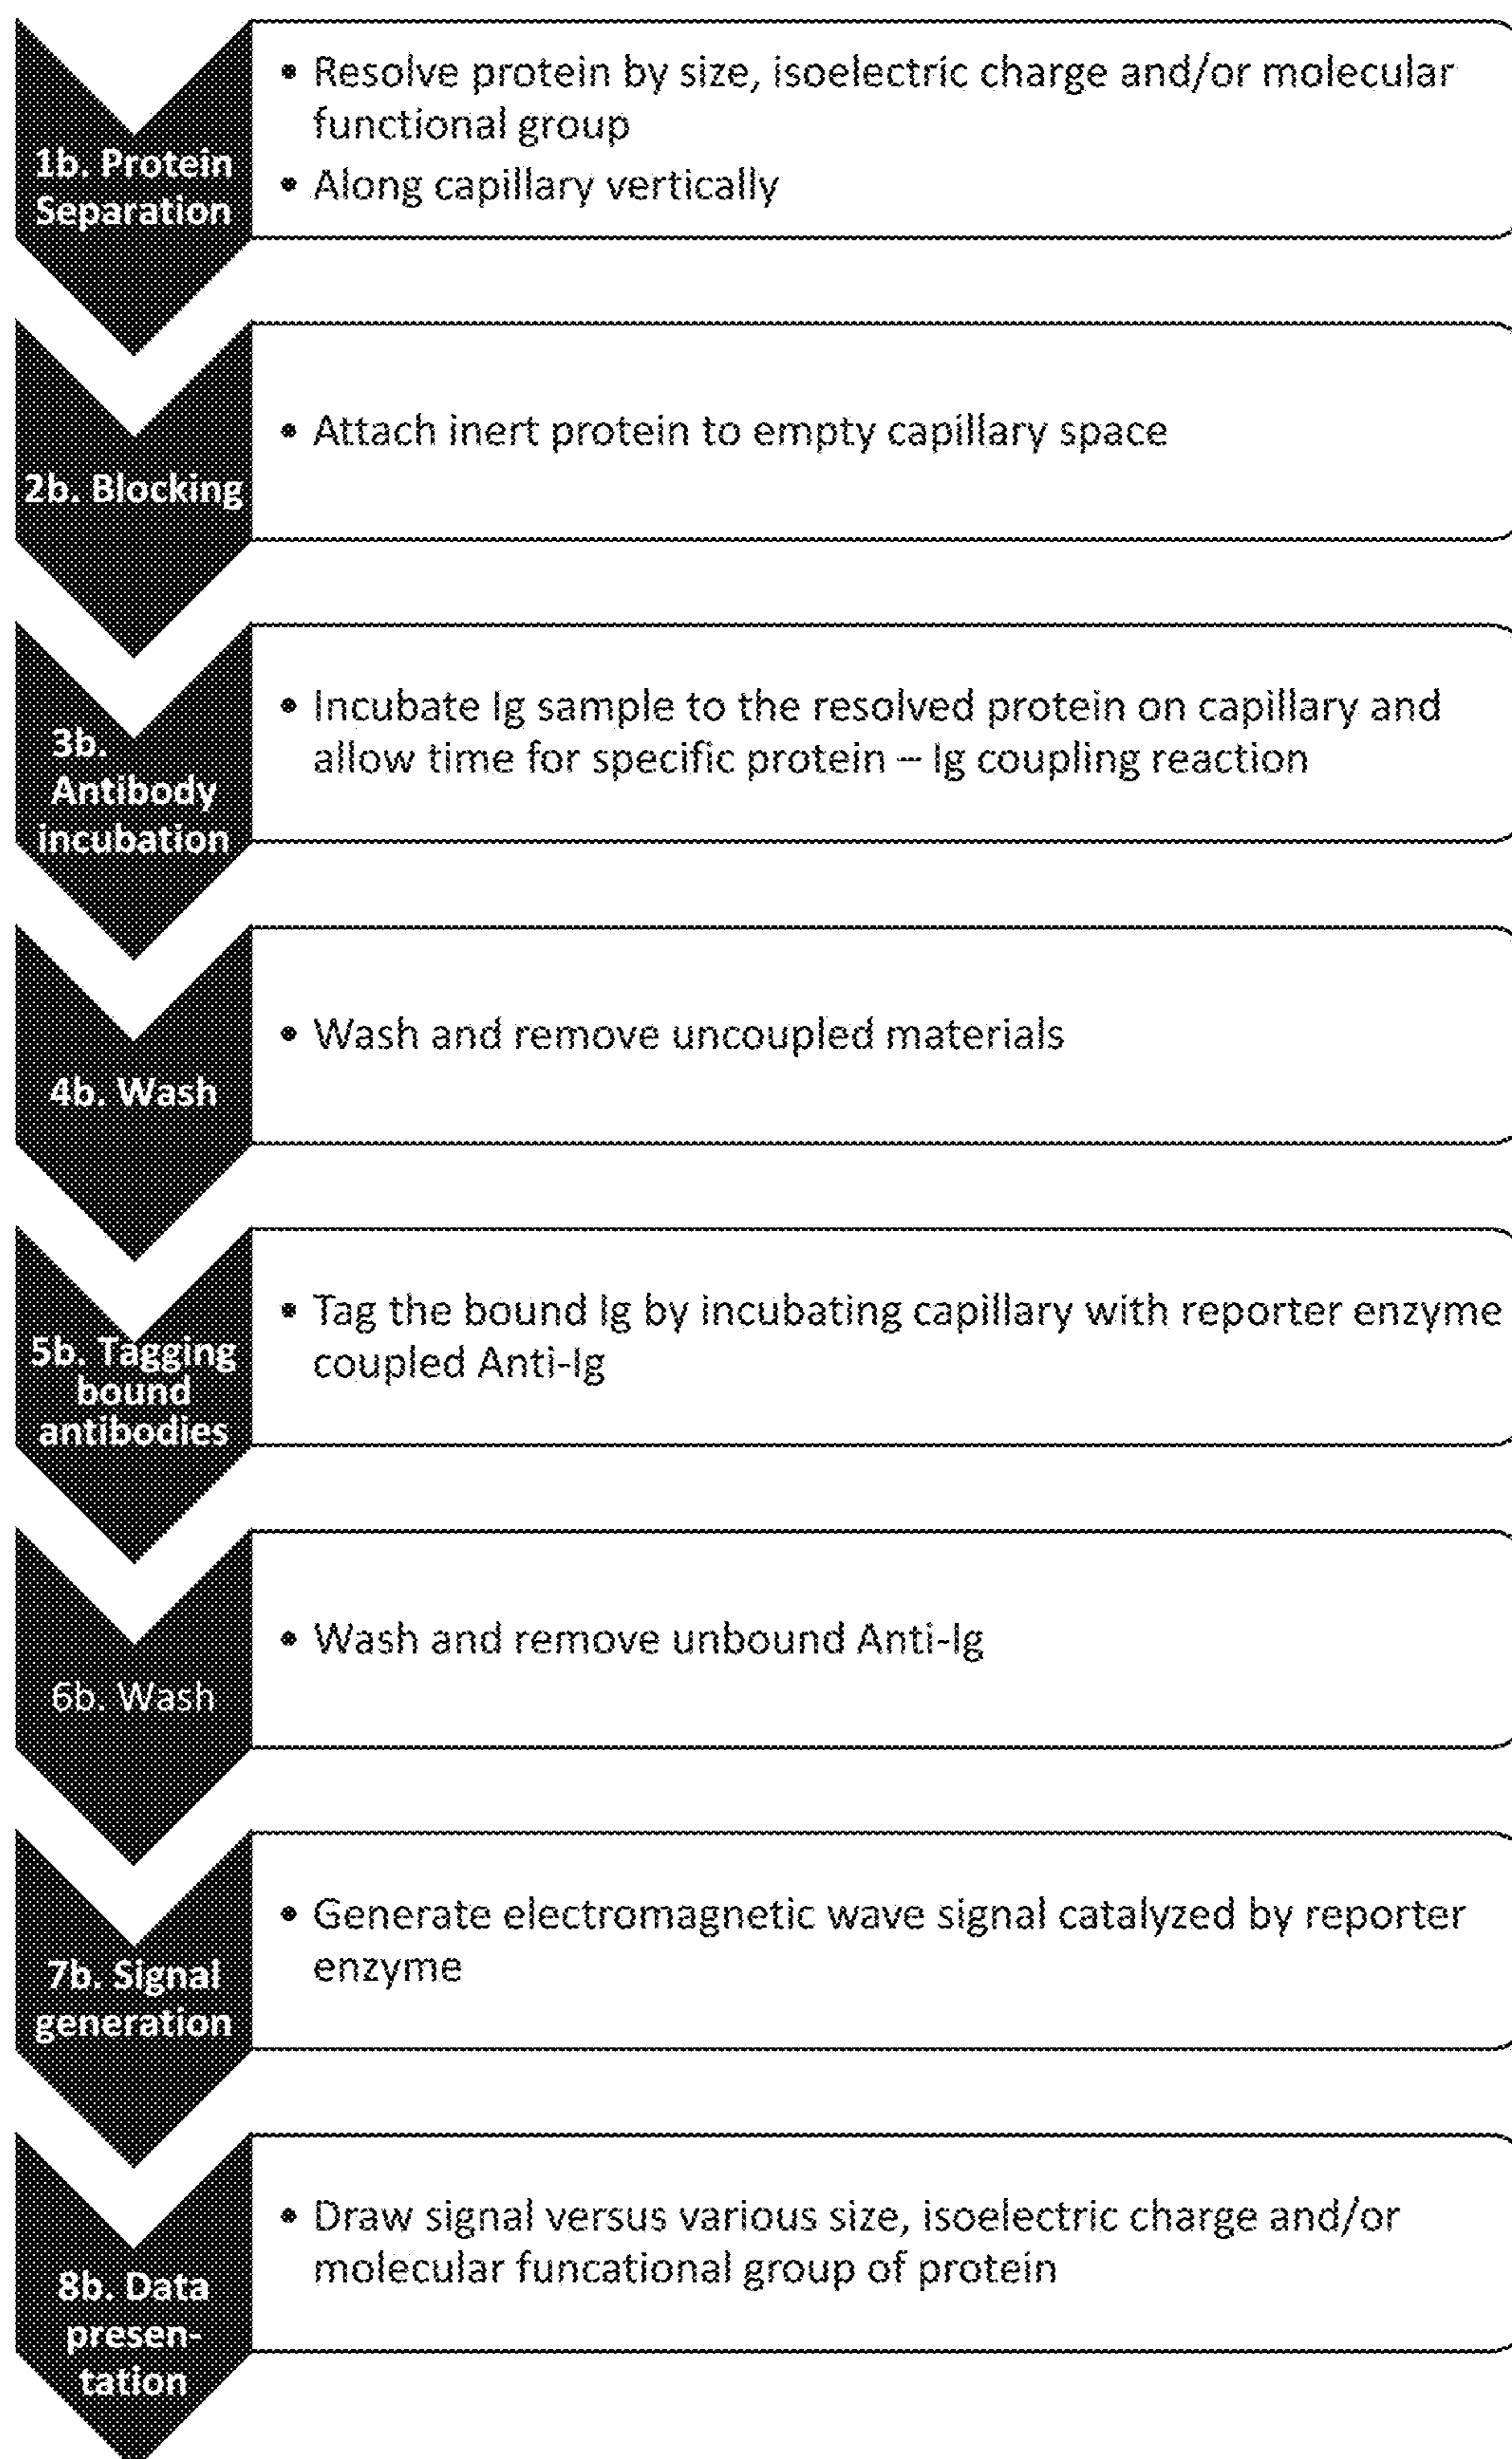 1b. Protein
Separation
• Resolve protein by size, isoelectric charge and/or molecular
functional group
• Along capillary vertically
2b. Blocking
• Attach inert protein to empty capillary space
3b.
Antibody
incubation
• Incubate Ig sample to the resolved protein on capillary and
allow time for specific protein – Ig coupling reaction
4b. Wash
• Wash and remove uncoupled materials
5b. Tagging
bound
antibodies
• Tag the bound Ig by incubating capillary with reporter enzyme
coupled Anti-Ig
6b. Wash
• Wash and remove unbound Anti-Ig
7b. Signal
generation
• Generate electromagnetic wave signal catalyzed by reporter
enzyme
8b. Data
presen-
tation
• Draw signal versus various size, isoelectric charge and/or
molecular funcational group of protein